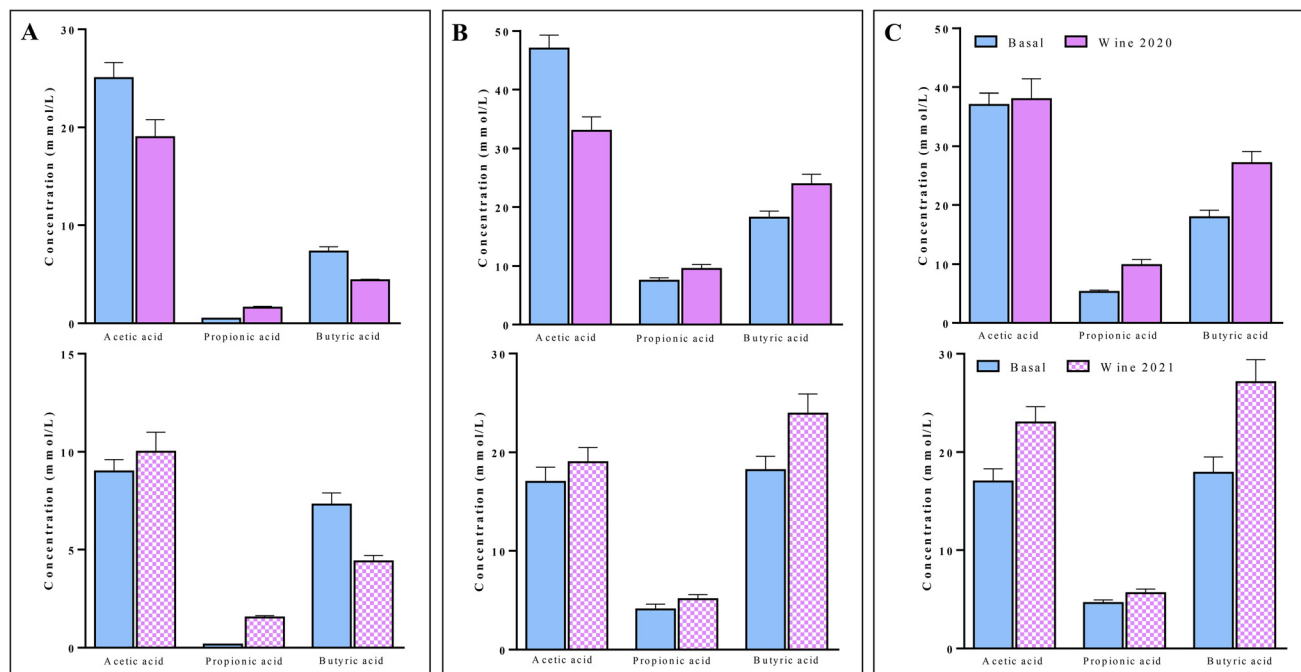 A
Concentration (mmol/L)
30
20
10
0
Acetic acid Propionic acid Butyric acid
Concentration (mmol/L)
15
10
5
0
Acetic acid Propionic acid Butyric acid
B
Concentration (mmol/L)
50
40
30
20
10
0
Acetic acid Propionic acid Butyric acid
Concentration (mmol/L)
30
20
10
0
Acetic acid Propionic acid Butyric acid
C
Basal Wine 2020
Concentration (mmol/L)
50
40
30
20
10
0
Acetic acid Propionic acid Butyric acid
Basal Wine 2021
Concentration (mmol/L)
30
20
10
0
Acetic acid Propionic acid Butyric acid